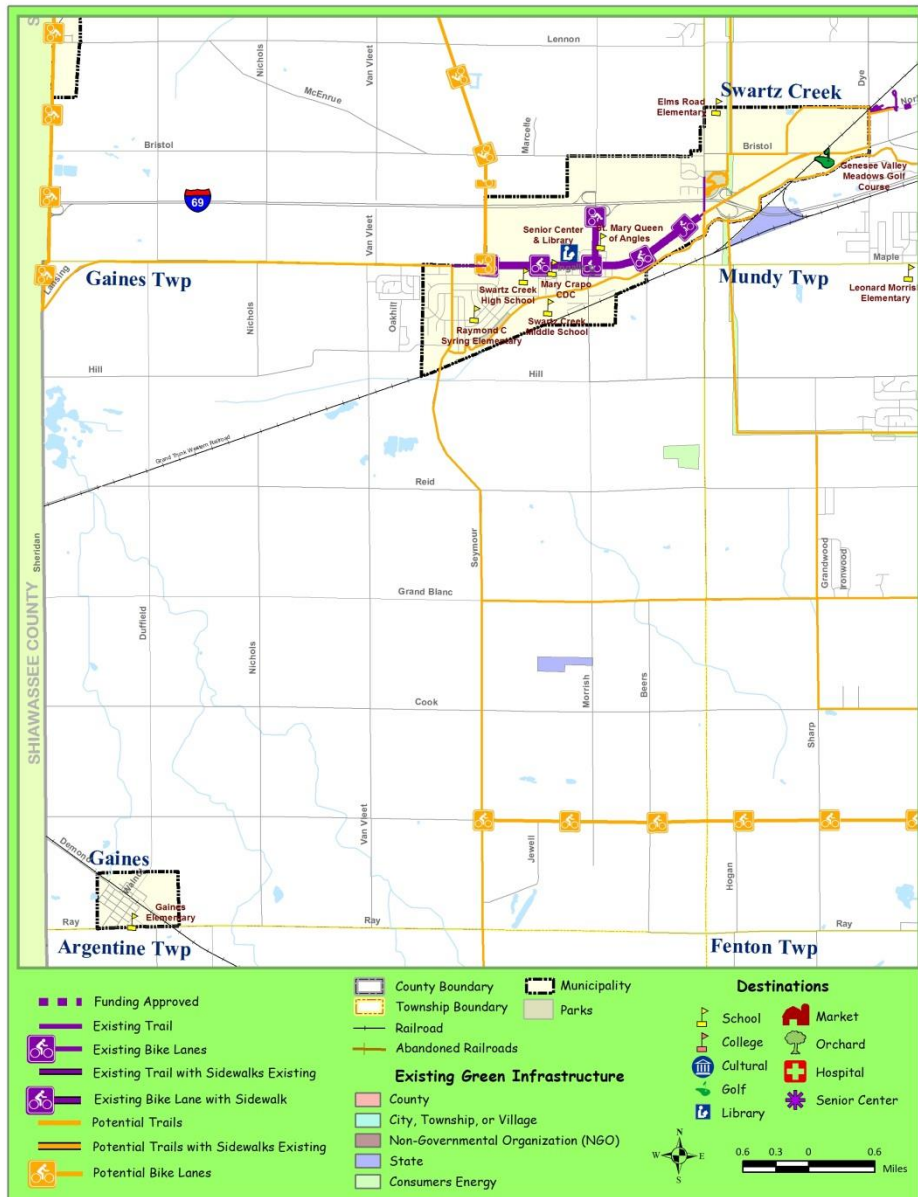 Lennon
Nichols
Van Vleet
McEnrue
Marcelle
Dye
Swartz Creek
Elms Road
Elementary
Bristol
Bristol
Genesee Valley
Meadows Golf
Course
69
Van Vleet
Senior Center
& Library
St. Mary Queen
of Angles
Lansing
Gaines Twp
Mundy Twp
Maple
Swartz Creek
High School
Mary Crapo
CDC
Leonard Morris
Elementary
Nichols
Oakhill
Raymond C
Syring Elementary
Swartz Creek
Middle School
Hill
Hill
Grand Trunk Western Railroad
Reid
Seymour
SHIAWASSEE COUNTY
Sheridan
Grandwood
Ironwood
Grand Blanc
Duffield
Nichols
Morrish
Beers
Cook
Sharp
Van Vleet
Jewell
Hogan
Gaines
Walnut
Gaines
Elementary
Ray
Ray
Ray
Argentine Twp
Fenton Twp
Funding Approved
Existing Trail
Existing Bike Lanes
Existing Trail with Sidewalks Existing
Existing Bike Lane with Sidewalk
Potential Trails
Potential Trails with Sidewalks Existing
Potential Bike Lanes
County Boundary
Township Boundary
Railroad
Abandoned Railroads
Municipality
Parks
Existing Green Infrastructure
County
City, Township, or Village
Non-Governmental Organization (NGO)
State
Consumers Energy
Destinations
School
College
Cultural
Golf
Library
Market
Orchard
Hospital
Senior Center
N
W E
S
0.6 0.3 0 0.6
Miles